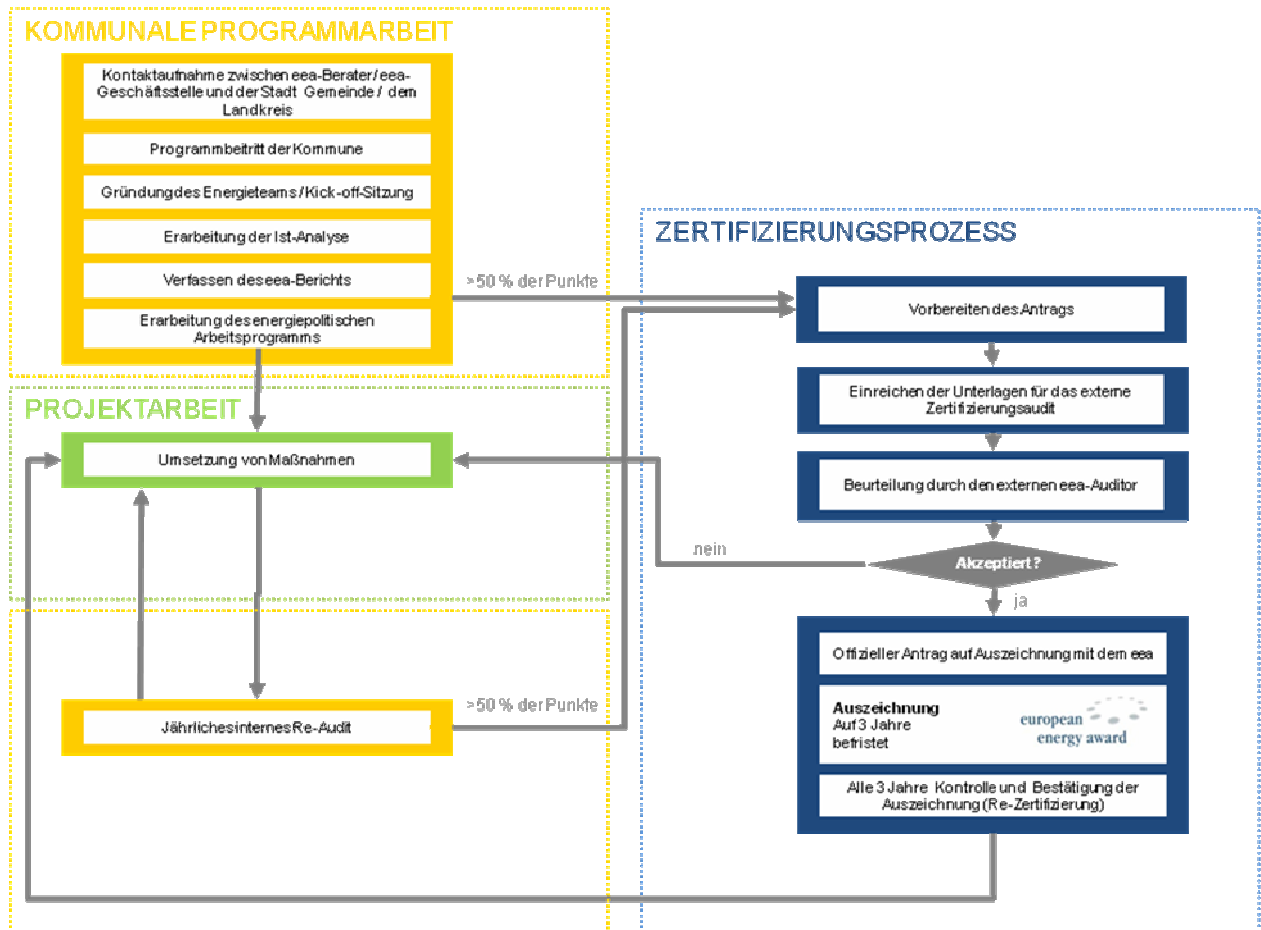 KOMMUNALE PROGRAMMARBEIT
Kontaktaufnahme zwischen eea-Berater/ eea-
Geschäftsstelle und der Stadt Gemeinde / dem
Landkreis
Programmbeitritt der Kommune
Gründung des Energieteams / Kick-off-Sitzung
Erarbeitung der Ist-Analyse
Verfassen des eea-Berichts
Erarbeitung des energiepolitischen
Arbeitsprogramms
>50 % der Punkte
PROJEKTARBEIT
Umsetzung von Maßnahmen
Jährliches internes Re-Audit
>50 % der Punkte
ZERTIFIZIERUNGSPROZESS
Vorbereiten des Antrags
Einreichen der Unterlagen für das externe
Zertifizierungsaudit
Beurteilung durch den externen eea-Auditor
Akzeptiert?
nein
ja
Offizieller Antrag auf Auszeichnung mit dem eea
Auszeichnung
Auf 3 Jahre
befristet
european
energy award
Alle 3 Jahre Kontrolle und Bestätigung der
Auszeichnung (Re-Zertifizierung)